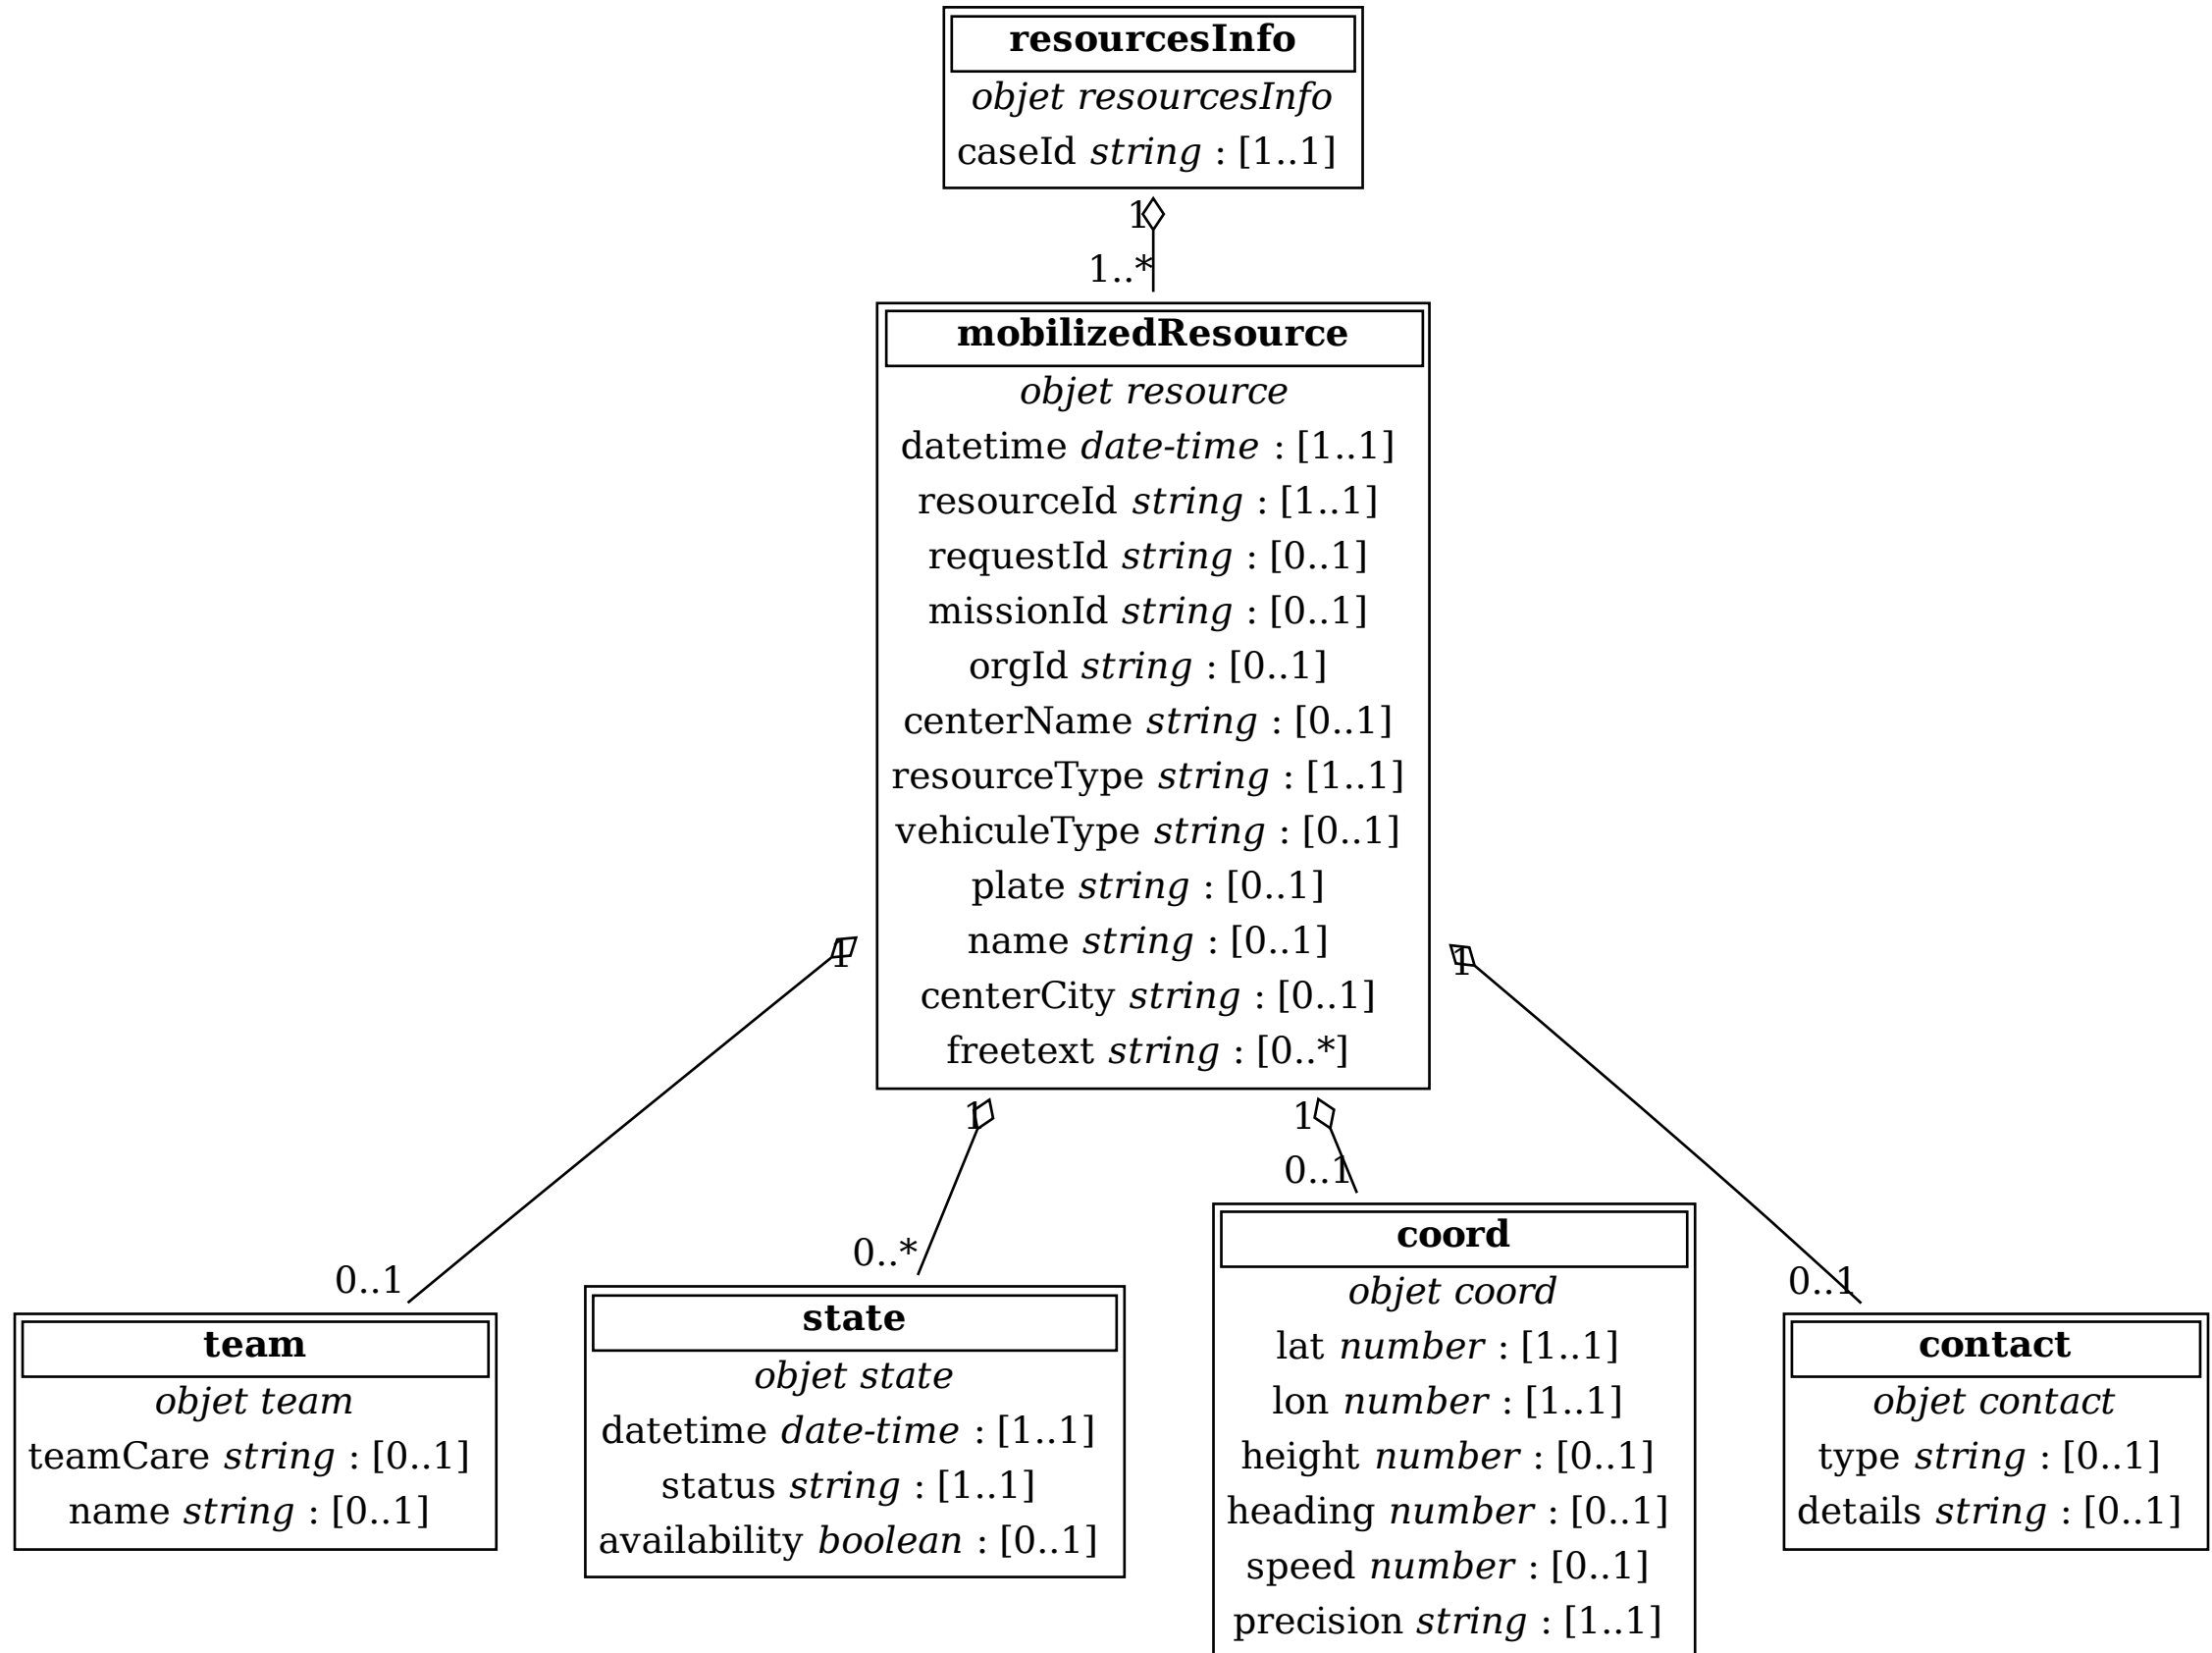 resourcesInfo
objet resourcesInfo
caseId string : [1..1]
1
1..*
mobilizedResource
objet resource
datetime date-time : [1..1]
resourceId string : [1..1]
requestId string : [0..1]
missionId string : [0..1]
orgId string : [0..1]
centerName string : [0..1]
resourceType string : [1..1]
vehiculeType string : [0..1]
plate string : [0..1]
name string : [0..1]
centerCity string : [0..1]
freetext string : [0..*]
1
0..1
1
0..*
1
0..1
1
0..1
team
objet team
teamCare string : [0..1]
name string : [0..1]
state
objet state
datetime date-time : [1..1]
status string : [1..1]
availability boolean : [0..1]
coord
objet coord
lat number : [1..1]
lon number : [1..1]
height number : [0..1]
heading number : [0..1]
speed number : [0..1]
precision string : [1..1]
contact
objet contact
type string : [0..1]
details string : [0..1]